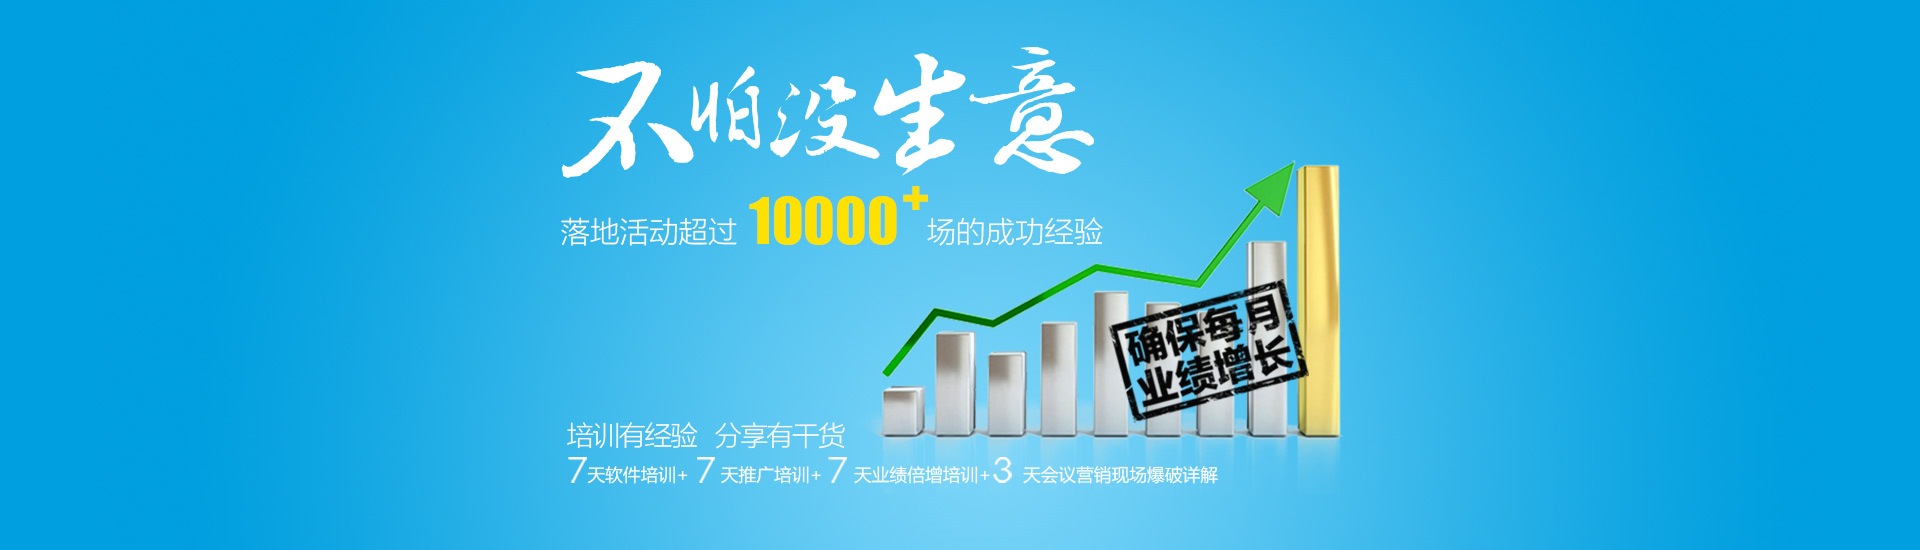 不怕没生意
落地活动超过 10000+ 场的成功经验
确保每月
业绩增长
培训有经验 分享有干货
7天软件培训+ 7天推广培训+ 7天业绩倍增培训+3天会议营销现场爆破详解